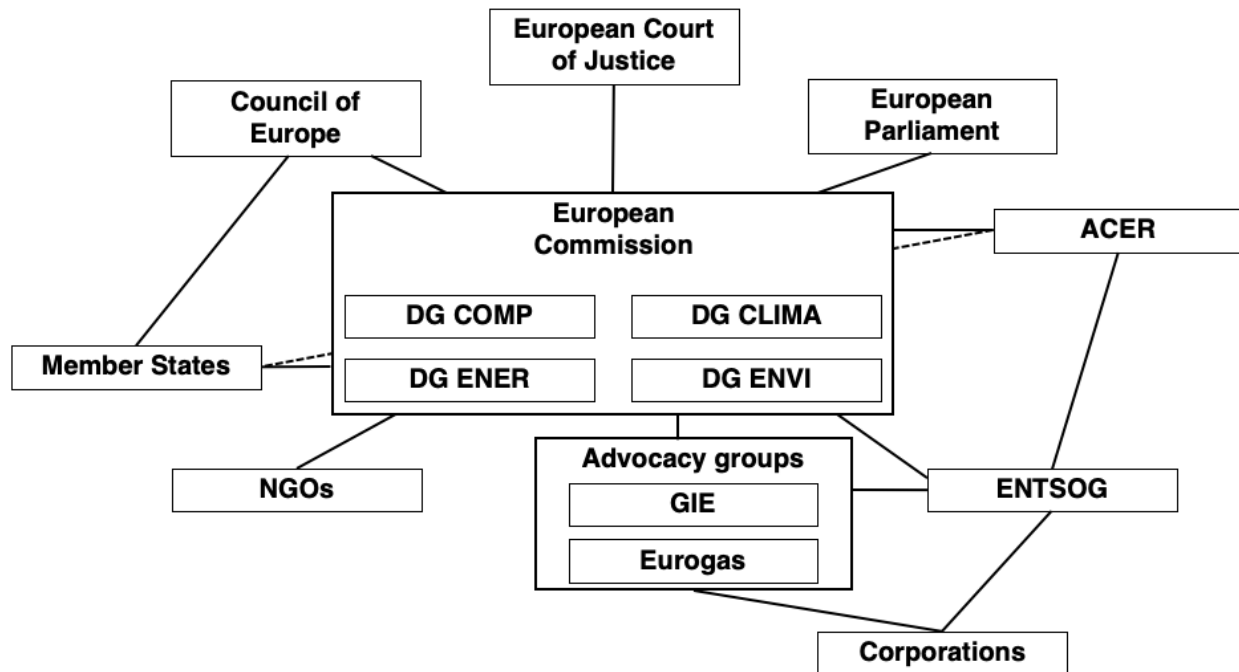 European Court
of Justice
Council of
Europe
European
Parliament
European
Commission
ACER
DG COMP
DG CLIMA
Member States
DG ENER
DG ENVI
Advocacy groups
NGOs
GIE
ENTSOG
Eurogas
Corporations